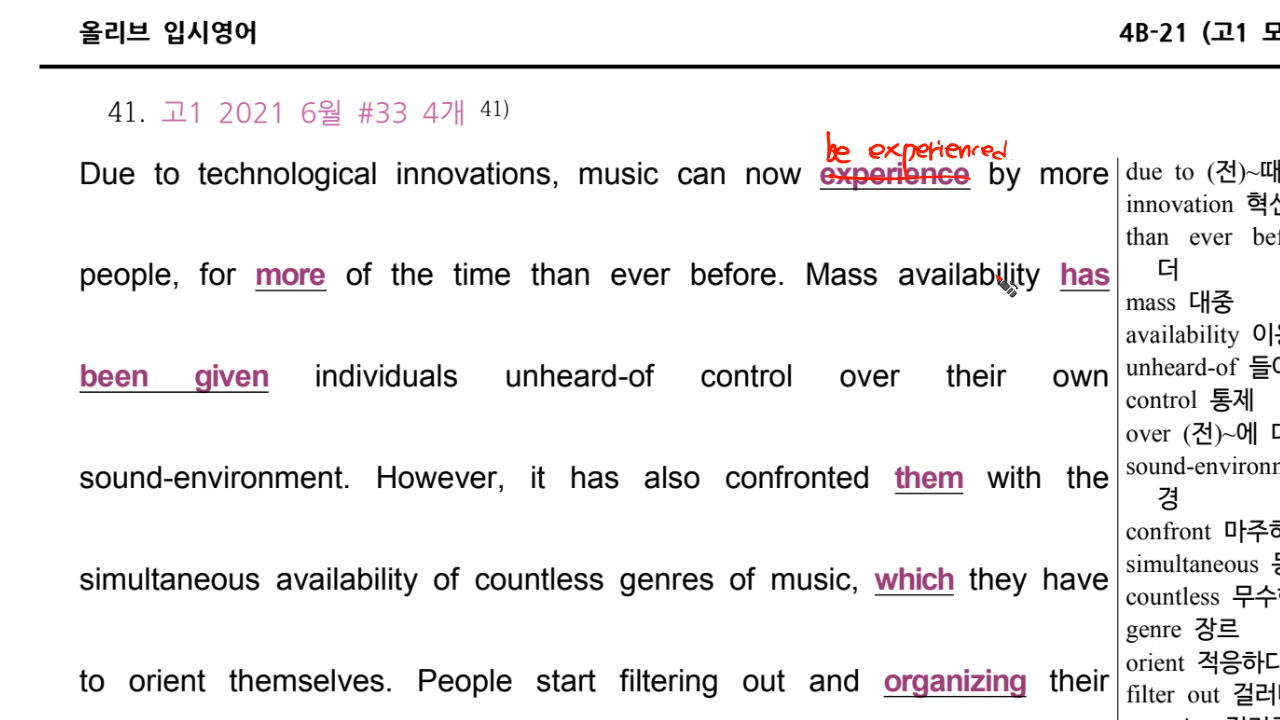 올리브 입시영어
4B-21 (고1
41. 고1 2021 6월 #33 4개 41)
be experienced
Due to technological innovations, music can now experience by more
people, for more of the time than ever before. Mass availability has
been given individuals unheard-of control over their own
sound-environment. However, it has also confronted them with the
simultaneous availability of countless genres of music, which they have
to orient themselves. People start filtering out and organizing their
due to (전)~때
innovation 혁신
than ever bef
더
mass 대중
availability
unheard-of
control 통제
over (전)~에
sound-environm
경
confront 마주하
simultaneous
countless 무수
genre 장르
orient 적응하다
filter out 걸러